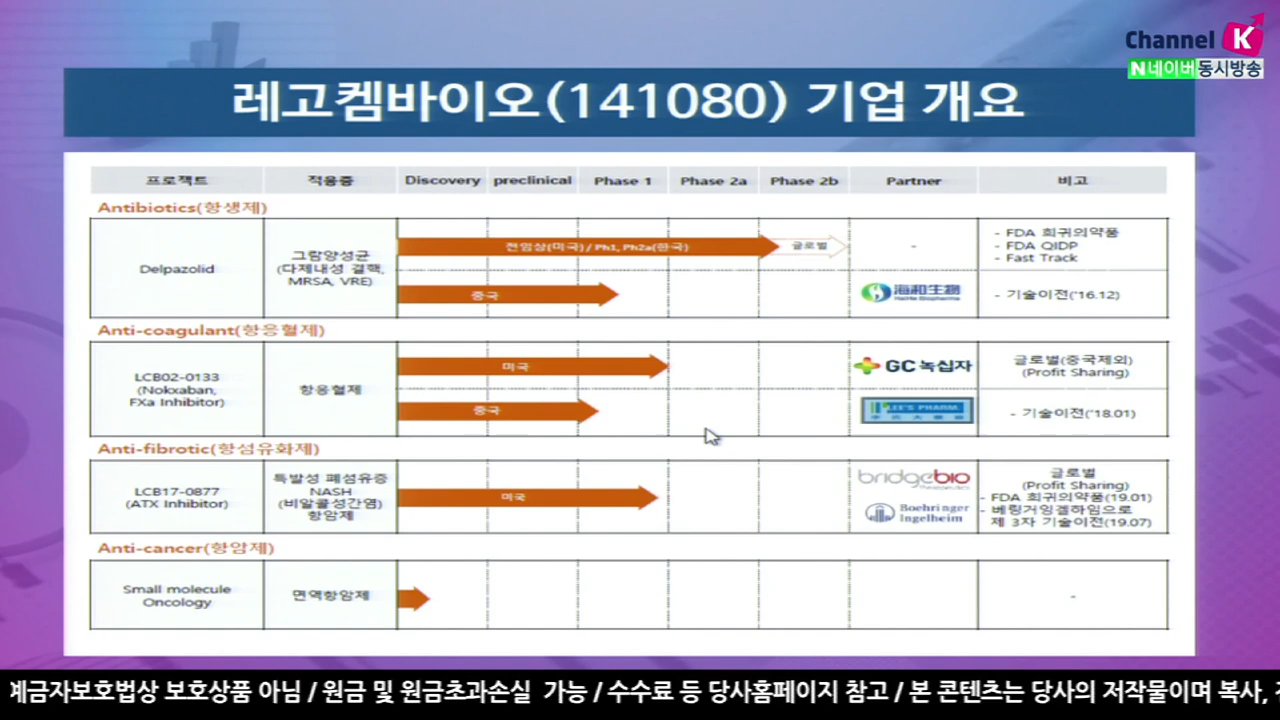 Channel K
N 네이버 동시방송
레고켐바이오(141080) 기업 개요
프로젝트 적응증 Discovery preclinical Phase 1 Phase 2a Phase 2b Partner 비고
Antibiotics(항생제)
Delpazolid
그람양성균
(다제내성 결핵,
MRSA, VRE)
전임상(미국) / Ph1, Ph2a(한국)
글로벌
-
- FDA 희귀의약품
- FDA QIDP
- Fast Track
중국
海和生物
HaiHe Biopharma
- 기술이전('16.12)
Anti-coagulant(항응혈제)
LCB02-0133
(Nokxaban,
FXa Inhibitor)
항응혈제
미국
GC 녹십자
글로벌(중국제외)
(Profit Sharing)
중국
LEE'S PHARM.
- 기술이전('18.01)
Anti-fibrotic(항섬유화제)
LCB17-0877
(ATX Inhibitor)
특발성 폐섬유증
NASH
(비알콜성간염)
항암제
미국
bridgebio
Boehringer
Ingelheim
글로벌
(Profit Sharing)
- FDA 희귀의약품(19.01)
- 베링거잉겔하임으로
제 3자 기술이전(19.07)
Anti-cancer(항암제)
Small molecule
Oncology
면역항암제
-
계금자보호법상 보호상품 아님 / 원금 및 원금초과손실 가능 / 수수료 등 당사홈페이지 참고 / 본 콘텐츠는 당사의 저작물이며 복사,